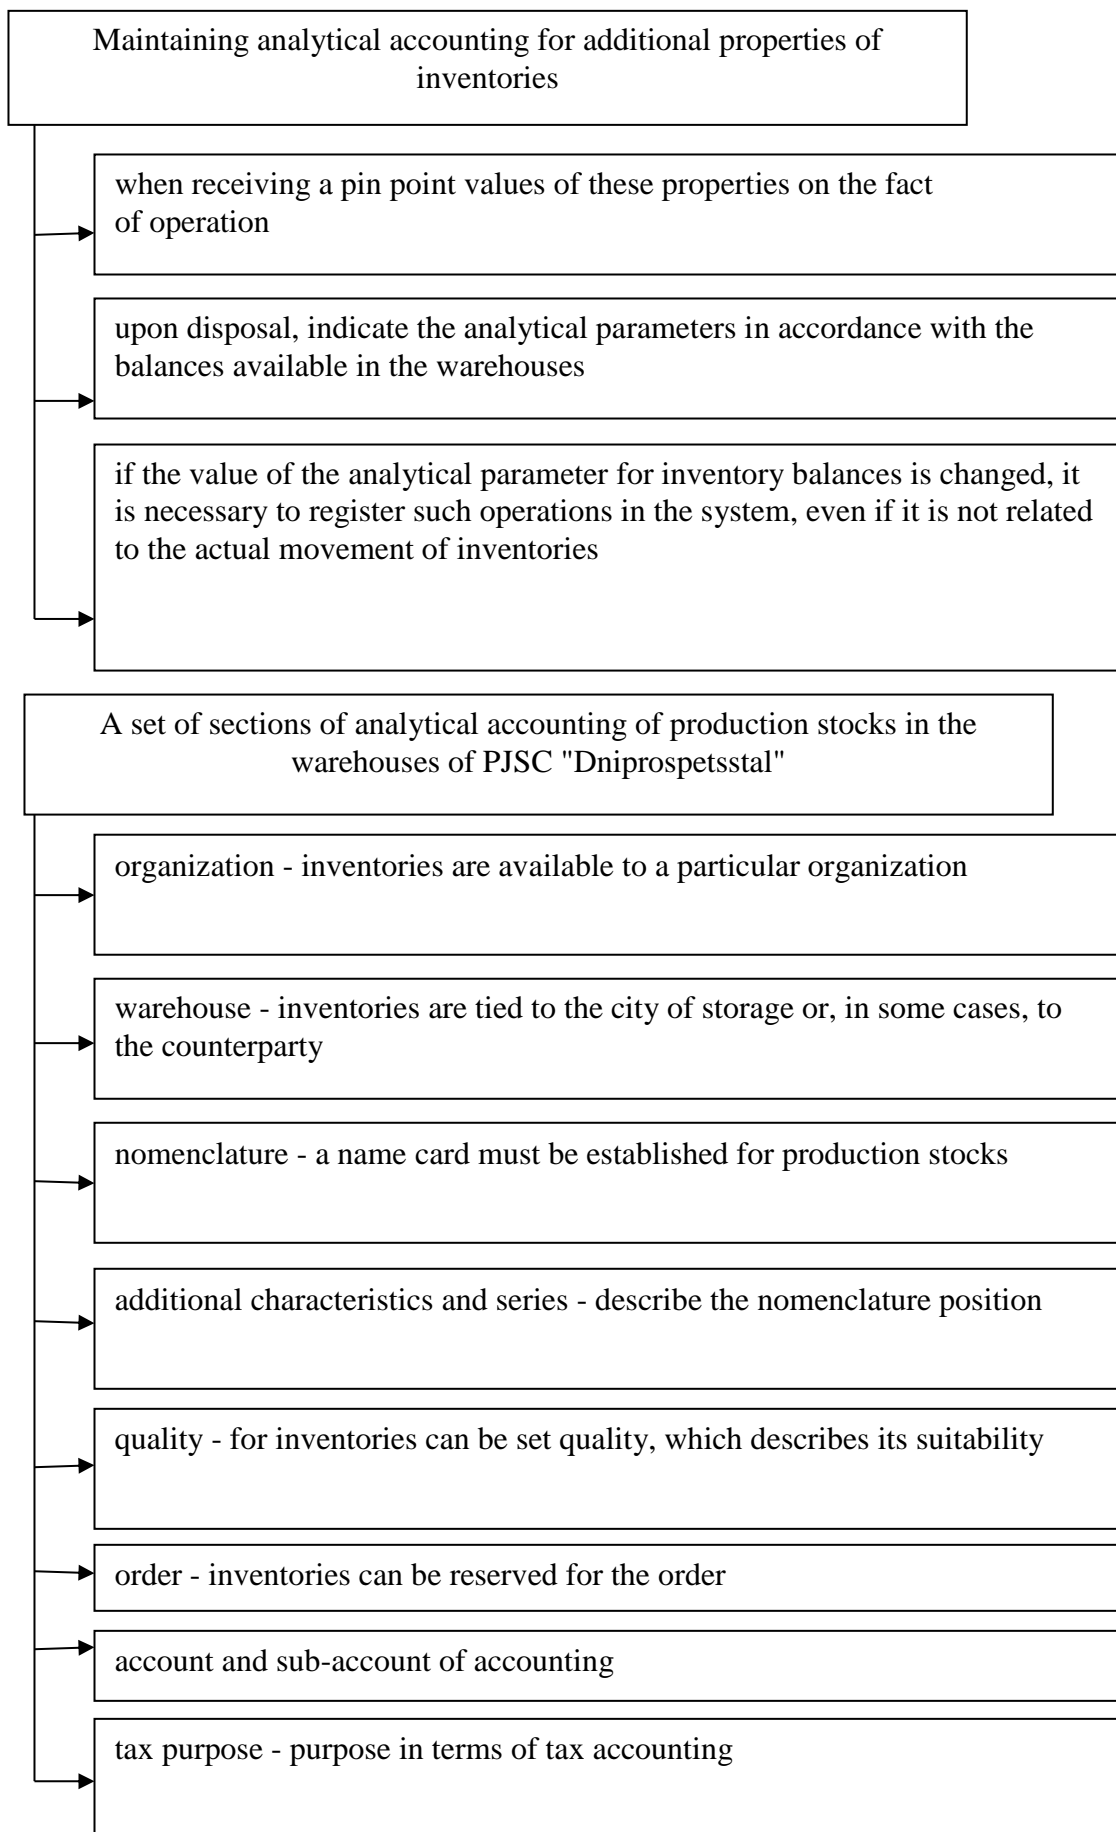 Maintaining analytical accounting for additional properties of
inventories
when receiving a pin point values of these properties on the fact
of operation
upon disposal, indicate the analytical parameters in accordance with the
balances available in the warehouses
if the value of the analytical parameter for inventory balances is changed, it
is necessary to register such operations in the system, even if it is not related
to the actual movement of inventories
A set of sections of analytical accounting of production stocks in the
warehouses of PJSC "Dniprospetsstal"
organization - inventories are available to a particular organization
warehouse - inventories are tied to the city of storage or, in some cases, to
the counterparty
nomenclature - a name card must be established for production stocks
additional characteristics and series - describe the nomenclature position
quality - for inventories can be set quality, which describes its suitability
order - inventories can be reserved for the order
account and sub-account of accounting
tax purpose - purpose in terms of tax accounting